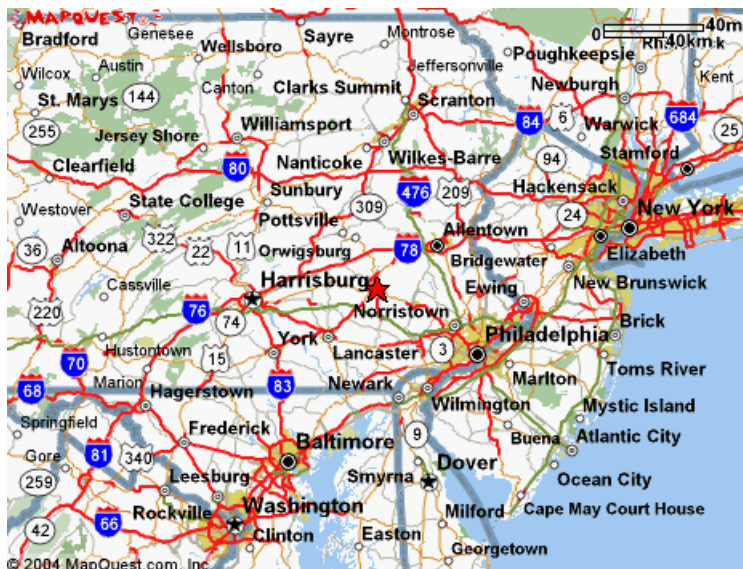 MAPQUEST
Bradford
Genesee
Sayre
Montrose
40m
0
Wellsboro
Jeffersonville
Poughkeepsie
40km
Wilcox
Austin
Canton
Clarks Summit
Kent
144
Newburgh
St. Marys
Scranton
84
6
684
255
Jersey Shore
Williamsport
Warwick
25
Nanticoke
Wilkes-Barre
94
Stamford
Clearfield
80
Sunbury
476
209
Hackensack
Westover
State College
309
24
New York
Pottsville
322
22
11
Orwigsburg
78
Allentown
36
Altoona
Bridgewater
Elizabeth
Harrisburg
Ewing
New Brunswick
Cassville
76
Norristown
220
74
Philadelphia
Brick
Hustontown
York
Lancaster
3
70
15
Toms River
Marion
Newark
Marlton
68
Hagerstown
83
Wilmington
Mystic Island
Springfield
Frederick
9
Buena
Baltimore
Atlantic City
Gore
81
340
Dover
259
Leesburg
Smyrna
Ocean City
Rockville
Washington
42
66
Milford
Cape May Court House
Clinton
Easton
Georgetown
© 2004 MapQuest.com, Inc